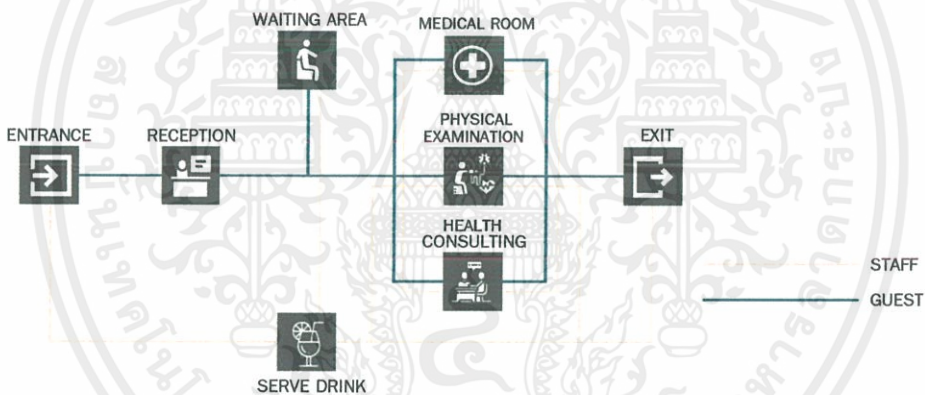 WAITING AREA
MEDICAL ROOM
ENTRANCE
RECEPTION
PHYSICAL
EXAMINATION
EXIT
HEALTH
CONSULTING
STAFF
GUEST
SERVE DRINK